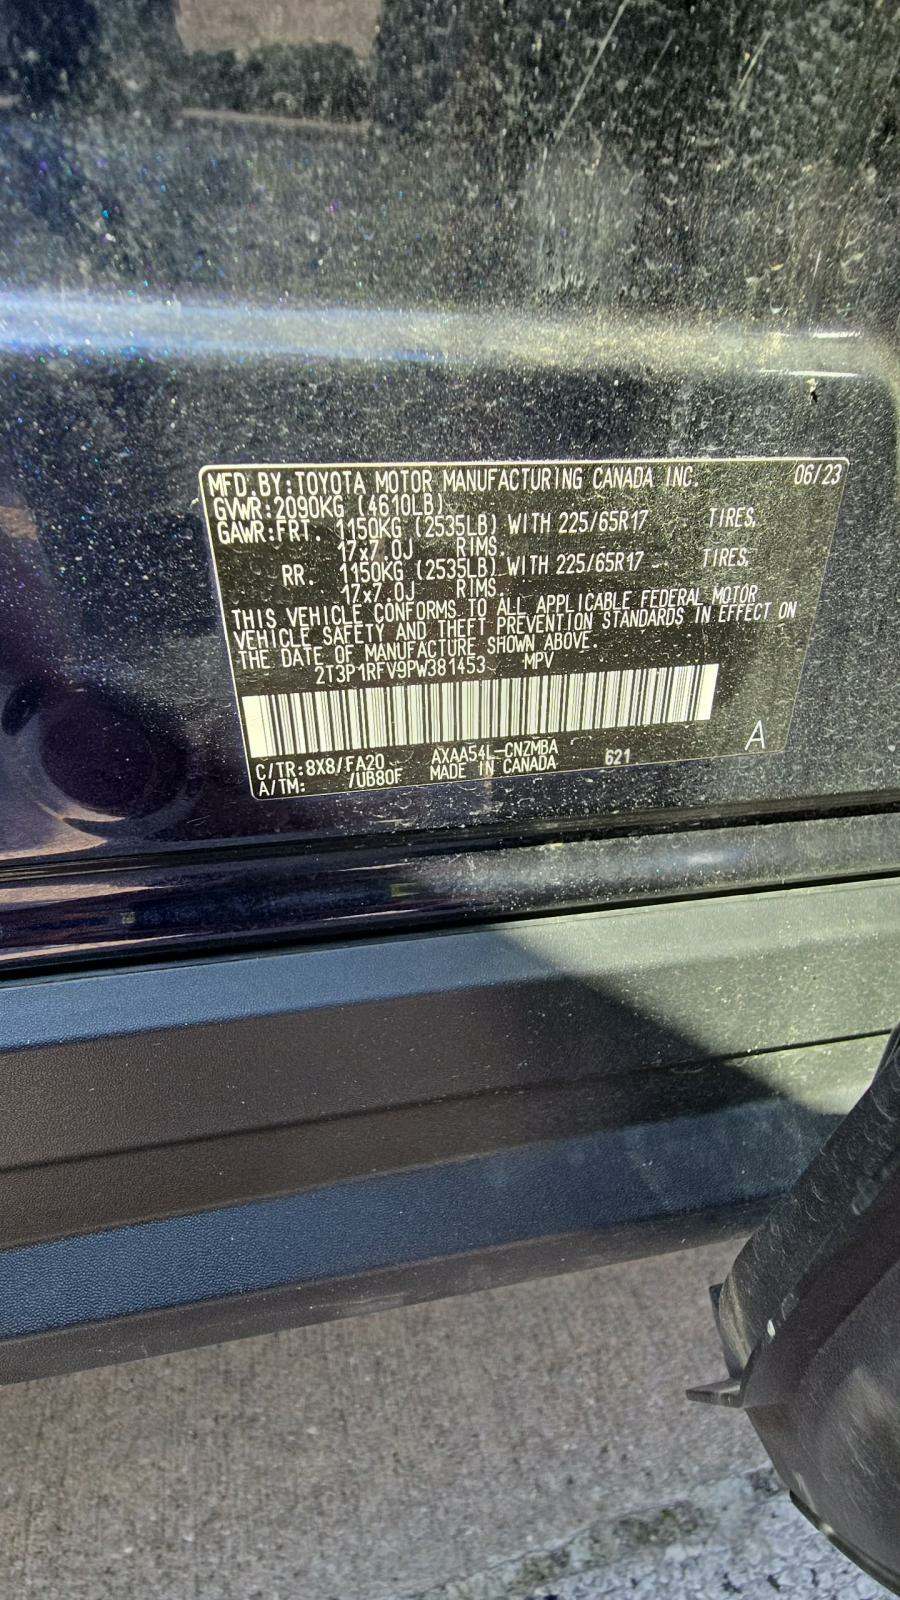 MFD.BY:TOYOTA MOTOR MANUFACTURING CANADA INC. 06/23
GVWR:2090KG (4610LB)
GAWR:FRT. 1150KG (2535LB) WITH 225/65R17 TIRES,
17x7.0J RIMS.
RR. 1150KG (2535LB) WITH 225/65R17 TIRES,
17x7.0J RIMS.
THIS VEHICLE CONFORMS TO ALL APPLICABLE FEDERAL MOTOR
VEHICLE SAFETY AND THEFT PREVENTION STANDARDS IN EFFECT ON
THE DATE OF MANUFACTURE SHOWN ABOVE.
2T3P1RFV9PW381453 MPV
A
C/TR:8X8/FA20 AXAA54L-CNZMBA 621
A/TM: /UB80F MADE IN CANADA